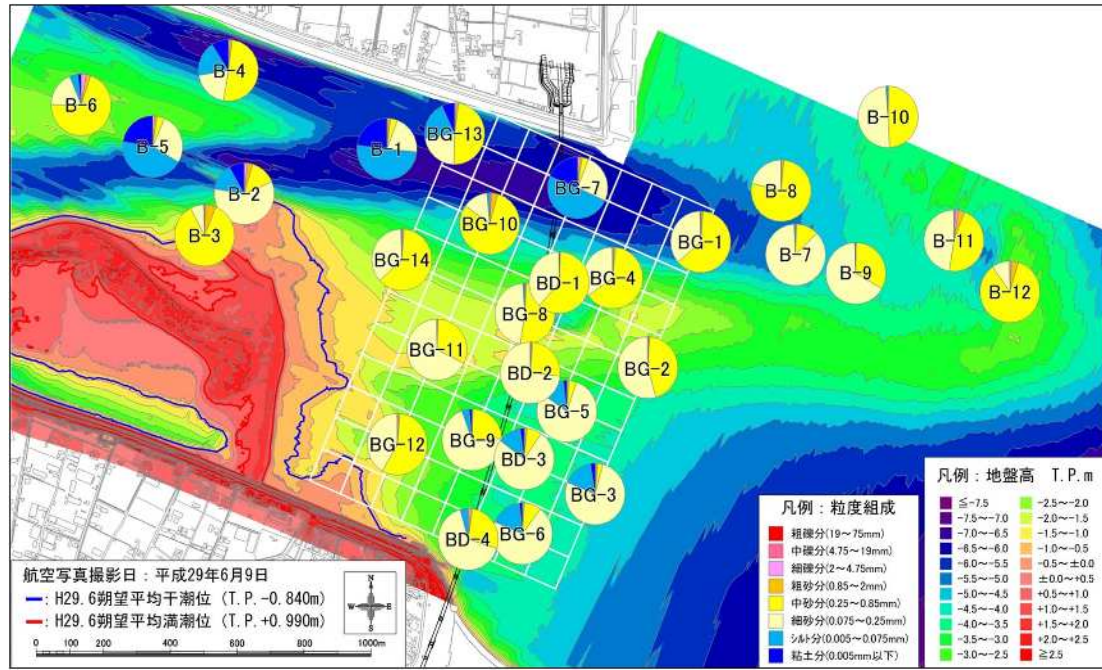 B-4
B-6
B-10
BG-13
B-5
B-1
B-2
BG-7
B-8
B-3
BG-10
BG-1
B-11
BG-14
B-7
B-9
BG-4
BD-1
B-12
BG-8
BG-11
BG-2
BD-2
BG-5
BG-12
BG-9
BD-3
BG-3
BD-4
BG-6
航空写真撮影日：平成29年6月9日
：H29.6朔望平均干潮位 (T.P.-0.840m)
：H29.6朔望平均満潮位 (T.P.+0.990m)
0 100 200 400 600 800 1000m
N
W E
S
凡例：粒度組成
粗礫分(19～75mm)
中礫分(4.75～19mm)
細礫分(2～4.75mm)
粗砂分(0.85～2mm)
中砂分(0.25～0.85mm)
細砂分(0.075～0.25mm)
シルト分(0.005～0.075mm)
粘土分(0.005mm以下)
凡例：地盤高 T.P.m
≦-7.5 -2.5～-2.0
-7.5～-7.0 -2.0～-1.5
-7.0～-6.5 -1.5～-1.0
-6.5～-6.0 -1.0～-0.5
-6.0～-5.5 -0.5～±0.0
-5.5～-5.0 ±0.0～+0.5
-5.0～-4.5 +0.5～+1.0
-4.5～-4.0 +1.0～+1.5
-4.0～-3.5 +1.5～+2.0
-3.5～-3.0 +2.0～+2.5
-3.0～-2.5 ≧2.5